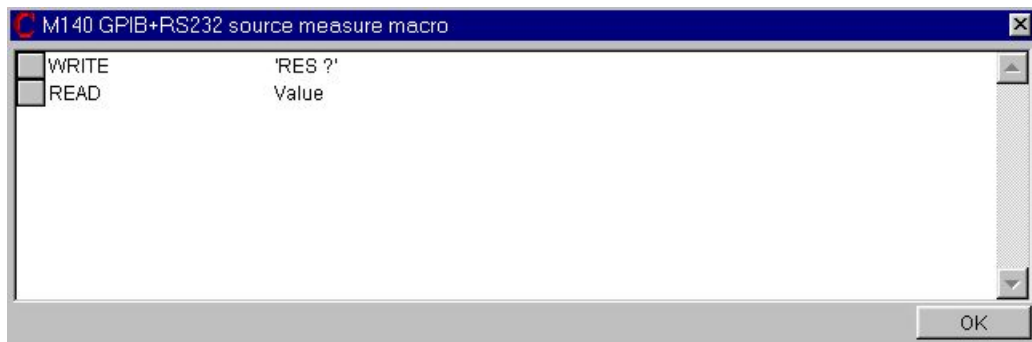 M140 GPIB+RS232 source measure macro
WRITE 'RES ?'
READ Value
OK